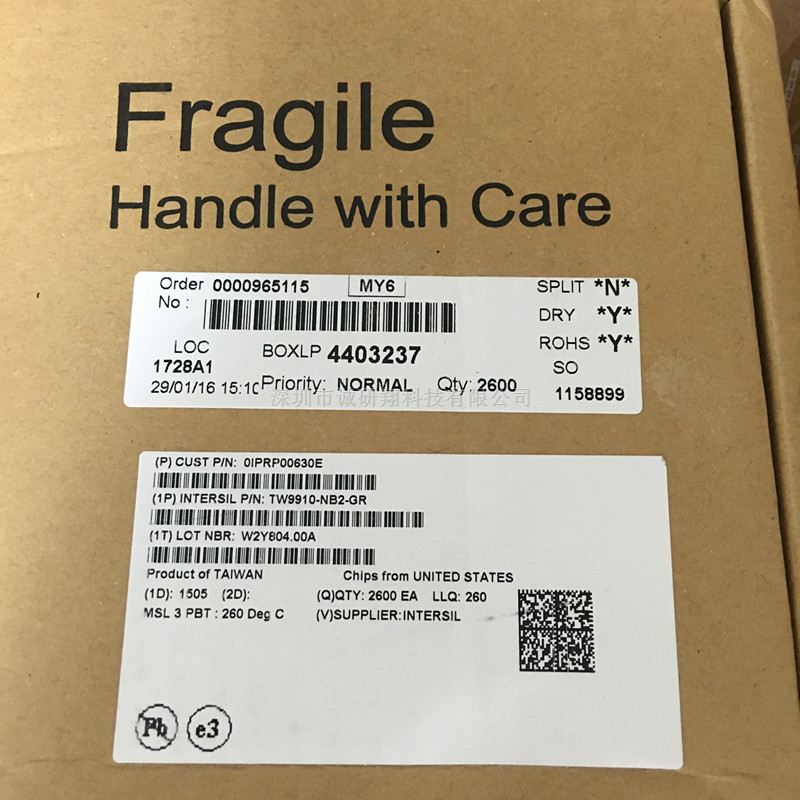 Fragile
Handle with Care
Order 0000965115 MY6 SPLIT *N*
No : DRY *Y*
ROHS *Y*
LOC BOXLP 4403237 SO
1728A1
29/01/16 15:10 Priority: NORMAL Qty: 2600 1158899
深圳市诚研翔科技有限公司
(P) CUST P/N: 0IPRP00630E
(1P) INTERSIL P/N: TW9910-NB2-GR
(1T) LOT NBR: W2Y804.00A
Product of TAIWAN Chips from UNITED STATES
(1D): 1505 (2D): (Q)QTY: 2600 EA LLQ: 260
MSL 3 PBT : 260 Deg C (V)SUPPLIER:INTERSIL
Pb e3